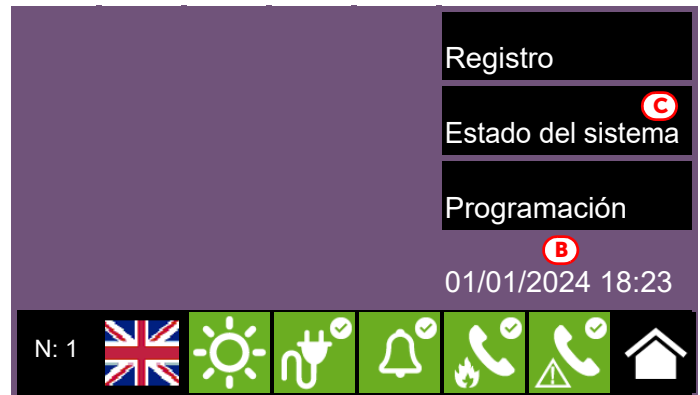 Registro
C
Estado del sistema
Programación
B
01/01/2024 18:23
N: 1